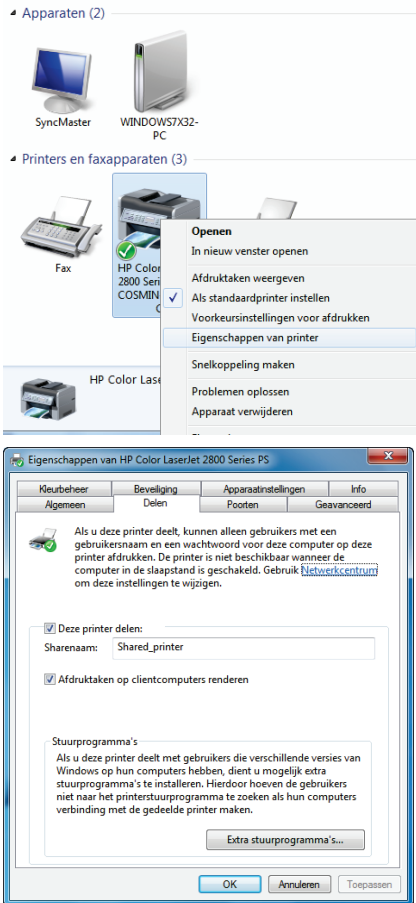 Apparaten (2)
SyncMaster
WINDOWS7X32-
PC
Printers en faxapparaten (3)
Fax
HP Color
2800 Seri
COSMIN
Openen
In nieuw venster openen
Afdruktaken weergeven
Als standaardprinter instellen
Voorkeursinstellingen voor afdrukken
Eigenschappen van printer
Snelkoppeling maken
Problemen oplossen
Apparaat verwijderen
HP Color Lase
Eigenschappen van HP Color LaserJet 2800 Series PS
Kleurbeheer Beveiliging Apparaatinstellingen Info
Algemeen Delen Poorten Geavanceerd
Als u deze printer deelt, kunnen alleen gebruikers met een
gebruikersnaam en een wachtwoord voor deze computer op deze
printer afdrukken. De printer is niet beschikbaar wanneer de
computer in de slaapstand is geschakeld. Gebruik Netwerkcentrum
om deze instellingen te wijzigen.
Deze printer delen:
Sharenaam: Shared_printer
Afdruktaken op clientcomputers renderen
Stuurprogramma's
Als u deze printer deelt met gebruikers die verschillende versies van
Windows op hun computers hebben, dient u mogelijk extra
stuurprogramma's te installeren. Hierdoor hoeven de gebruikers
niet naar het printerstuurprogramma te zoeken als hun computers
verbinding met de gedeelde printer maken.
Extra stuurprogramma's...
OK Annuleren Toepassen